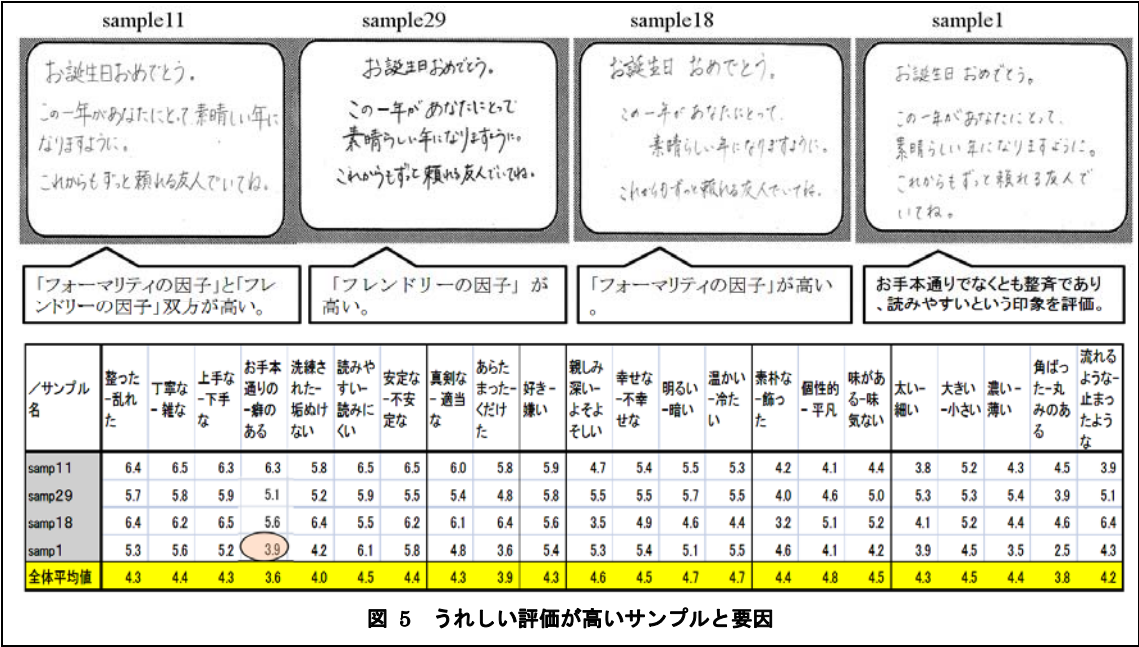 sample11
お誕生日おめでとう。
この一年があなたにとって、素晴しい年に
なりますように。
これからもずっと頼れる友人でいてね。
sample29
お誕生日おめでとう。
この一年が あなたにとって
素晴らしい年になりますように。
これからもずっと頼れる友人でいてね。
sample18
お誕生日 おめでとう。
この一年が あなたにとって、
素晴らしい年になりますように。
これからもずっと頼れる友人でいてね。
sample1
お誕生日 おめでとう。
この一年が あなたにとって、
素晴らしい年になりますように。
これからもずっと頼れる友人で
いてね。
「フォーマリティの因子」と「フレ
ンドリーの因子」双方が高い。
「フレンドリーの因子」 が
高い。
「フォーマリティの因子」が高い
。
お手本通りでなくとも整斉であり
、読みやすいという印象を評価。
／サンプル名 整った-乱れた 丁寧な-雑な 上手な-下手な お手本通りの-癖のある 洗練された-垢ぬけない 読みやすい-読みにくい 安定な-不安定な 真剣な-適当な あらたまった-くだけた 好き-嫌い 親しみ深い-よそよそしい 幸せな-不幸せな 明るい-暗い 温かい-冷たい 素朴な-飾った 個性的-平凡 味がある-味気ない 太い-細い 大きい-小さい 濃い-薄い 角ばった-丸みのある 流れるような-止まったような
samp11 6.4 6.5 6.3 6.3 5.8 6.5 6.5 6.0 5.8 5.9 4.7 5.4 5.5 5.3 4.2 4.1 4.4 3.8 5.2 4.3 4.5 3.9
samp29 5.7 5.8 5.9 5.1 5.2 5.9 5.5 5.4 4.8 5.8 5.5 5.5 5.7 5.5 4.0 4.6 5.0 5.3 5.3 5.4 3.9 5.1
samp18 6.4 6.2 6.5 5.6 6.4 5.5 6.2 6.1 6.4 5.6 3.5 4.9 4.6 4.4 3.2 5.1 5.2 4.1 5.2 4.4 4.6 6.4
samp1 5.3 5.6 5.2 3.9 4.2 6.1 5.8 4.8 3.6 5.4 5.3 5.4 5.1 5.5 4.6 4.1 4.2 3.9 4.5 3.5 2.5 4.3
全体平均値 4.3 4.4 4.3 3.6 4.0 4.5 4.4 4.3 3.9 4.3 4.6 4.5 4.7 4.7 4.4 4.8 4.5 4.3 4.5 4.4 3.8 4.2
図 5 うれしい評価が高いサンプルと要因